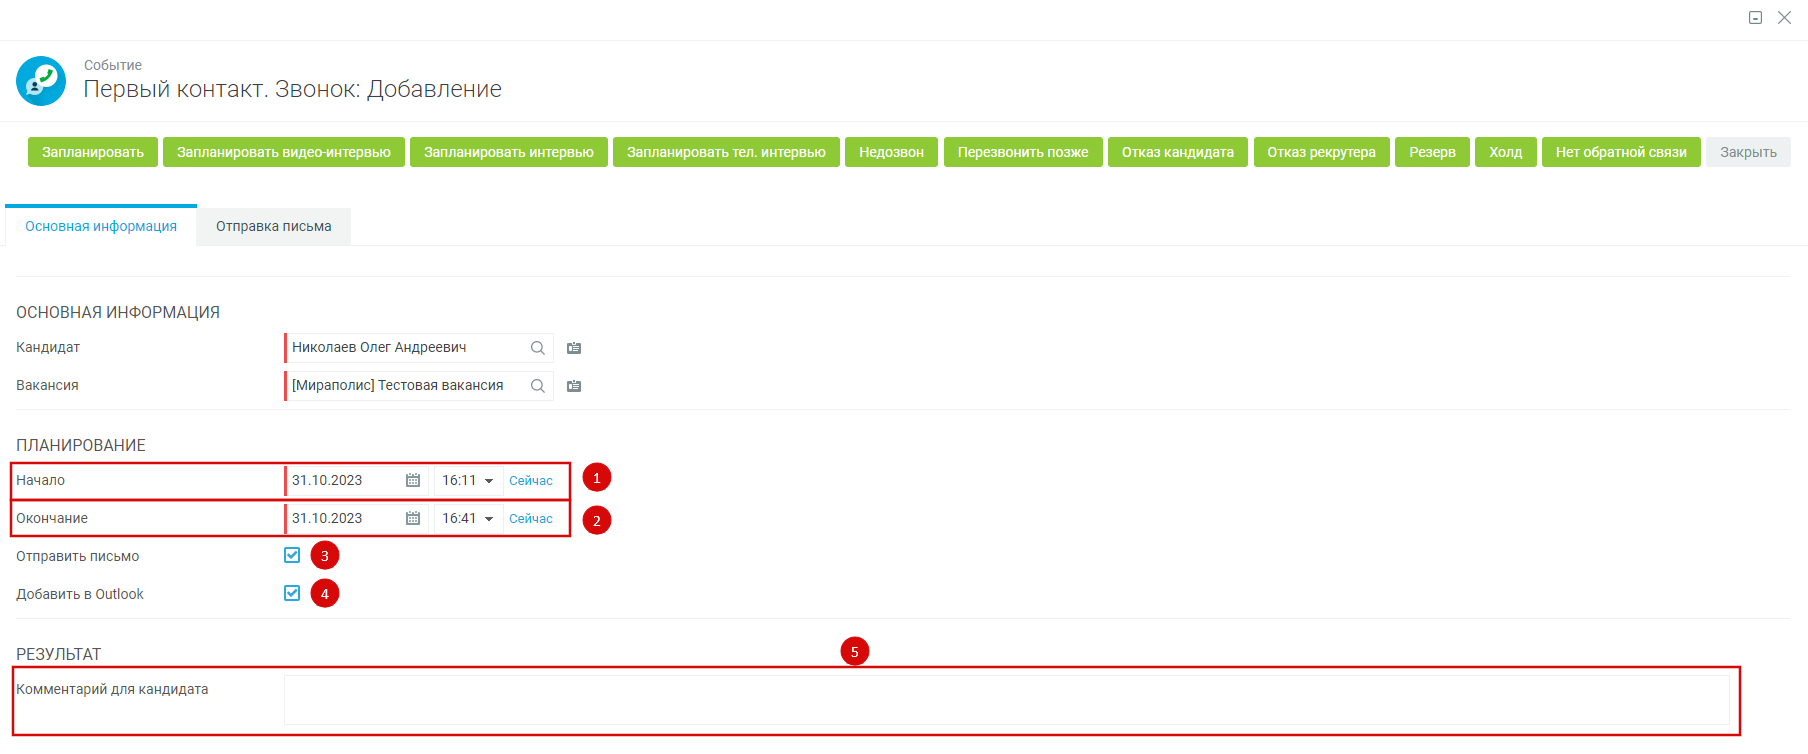 Событие
Первый контакт. Звонок: Добавление
Запланировать Запланировать видео-интервью Запланировать интервью Запланировать тел. интервью Недозвон Перезвонить позже Отказ кандидата Отказ рекрутера Резерв Холд Нет обратной связи Закрыть
Основная информация Отправка письма
ОСНОВНАЯ ИНФОРМАЦИЯ
Кандидат Николаев Олег Андреевич
Вакансия [Мираполис] Тестовая вакансия
ПЛАНИРОВАНИЕ
Начало 31.10.2023 16:11 Сейчас 1
Окончание 31.10.2023 16:41 Сейчас 2
Отправить письмо 3
Добавить в Outlook 4
РЕЗУЛЬТАТ 5
Комментарий для кандидата